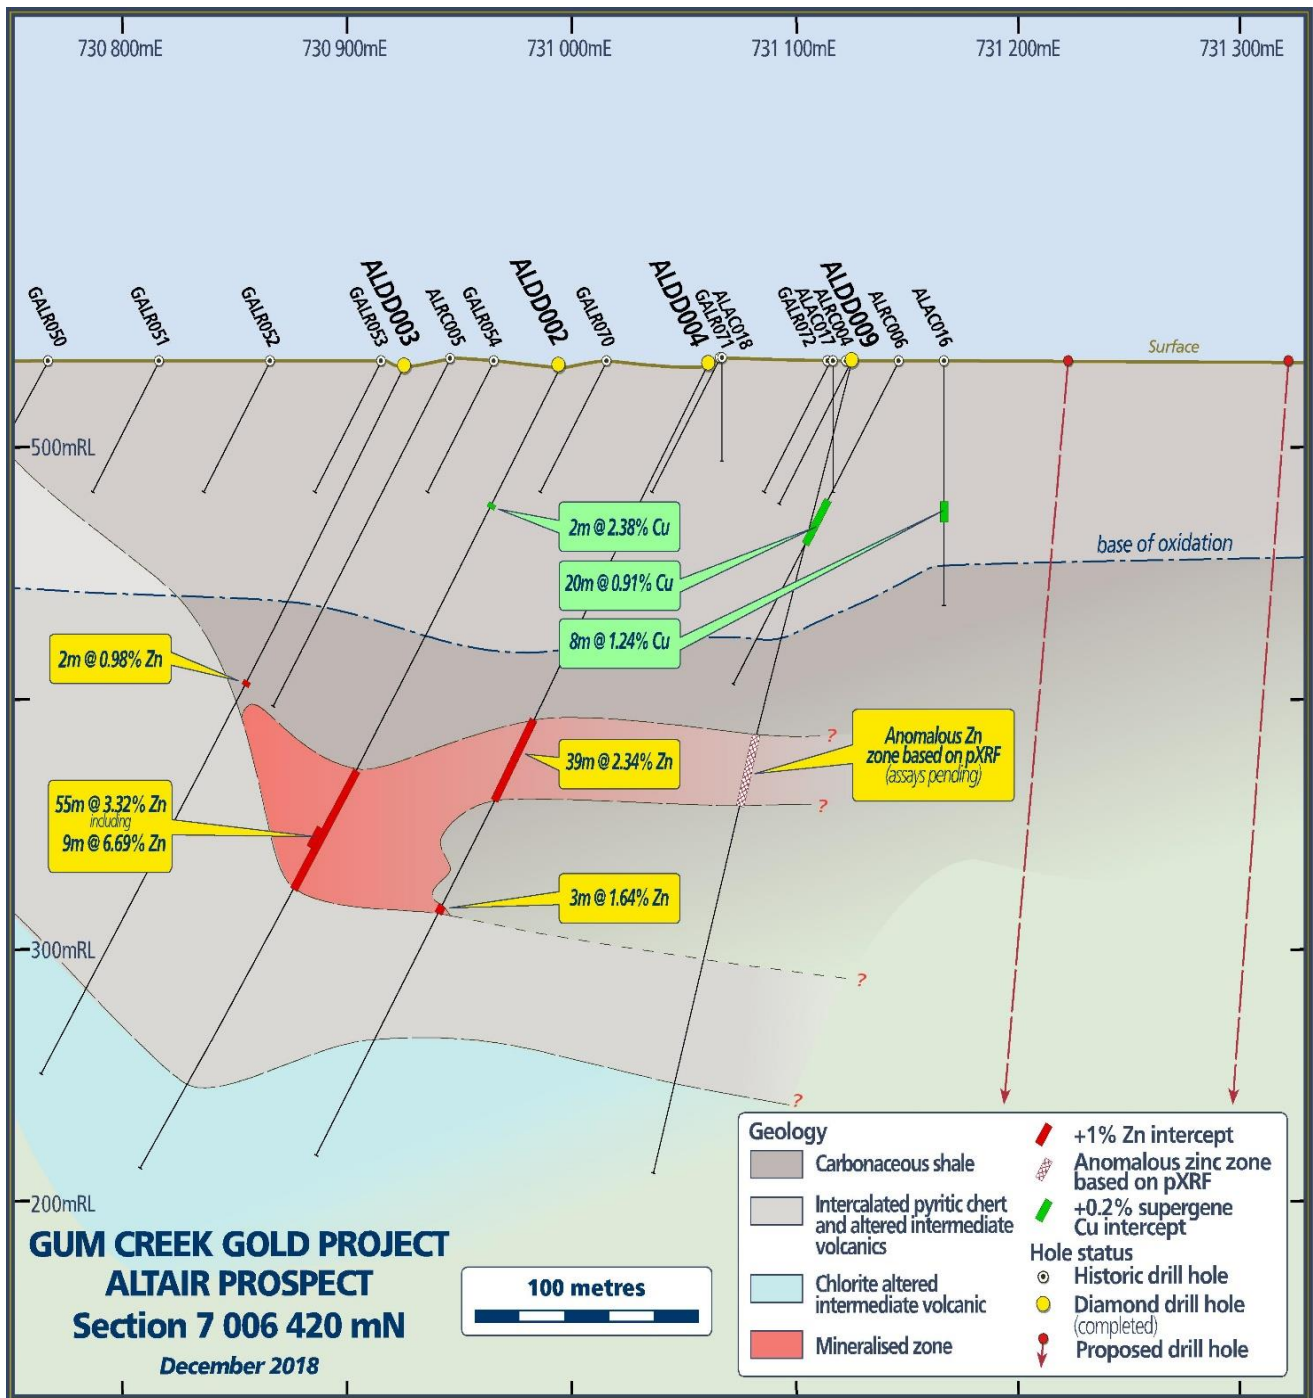 730 800mE
730 900mE
731 000mE
731 100mE
731 200mE
731 300mE
GALR050
GALR051
GALR052
GALR053
ALDD003
ALRC005
GALR054
ALDD002
GALR070
ALDD004
GALR071
ALAC018
GALR072
ALAC017
ALRC004
ALDD009
ALRC006
ALAC016
Surface
500mRL
2m @ 2.38% Cu
base of oxidation
20m @ 0.91% Cu
8m @ 1.24% Cu
2m @ 0.98% Zn
?
Anomalous Zn
zone based on pXRF
(assays pending)
39m @ 2.34% Zn
?
55m @ 3.32% Zn
including
9m @ 6.69% Zn
3m @ 1.64% Zn
300mRL
?
?
200mRL
GUM CREEK GOLD PROJECT
ALTAIR PROSPECT
Section 7 006 420 mN
December 2018
100 metres
Geology
Carbonaceous shale
Intercalated pyritic chert
and altered intermediate
volcanics
Chlorite altered
intermediate volcanic
Mineralised zone
+1% Zn intercept
Anomalous zinc zone
based on pXRF
+0.2% supergene
Cu intercept
Hole status
Historic drill hole
Diamond drill hole
(completed)
Proposed drill hole